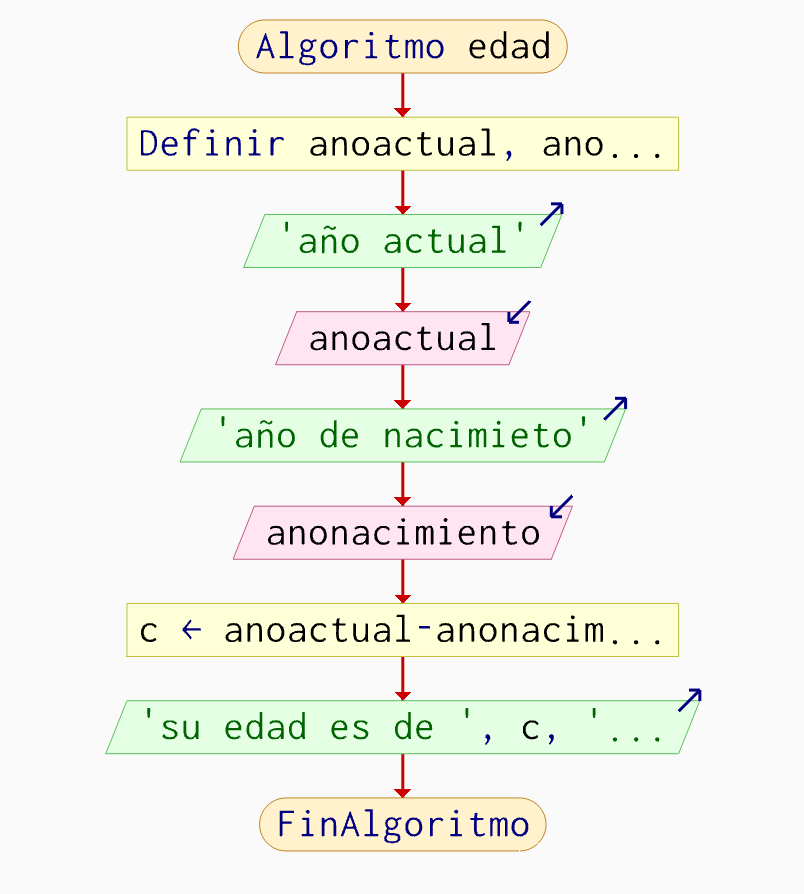 Algoritmo edad
Definir anoactual, ano...
'año actual'
anoactual
'año de nacimieto'
anonacimiento
c ← anoactual-anonacim...
'su edad es de ', c, '...
FinAlgoritmo